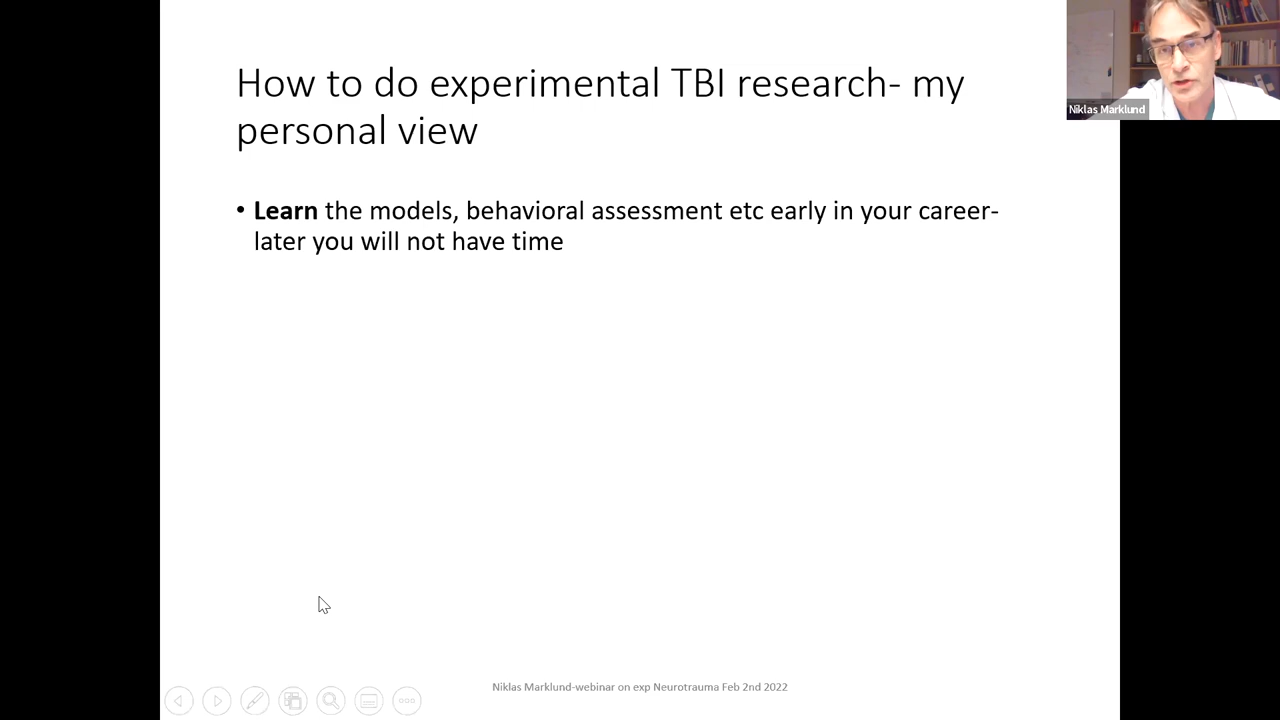 How to do experimental TBI research- my
personal view
Niklas Marklund
• Learn the models, behavioral assessment etc early in your career-
later you will not have time
Niklas Marklund-webinar on exp Neurotrauma Feb 2nd 2022